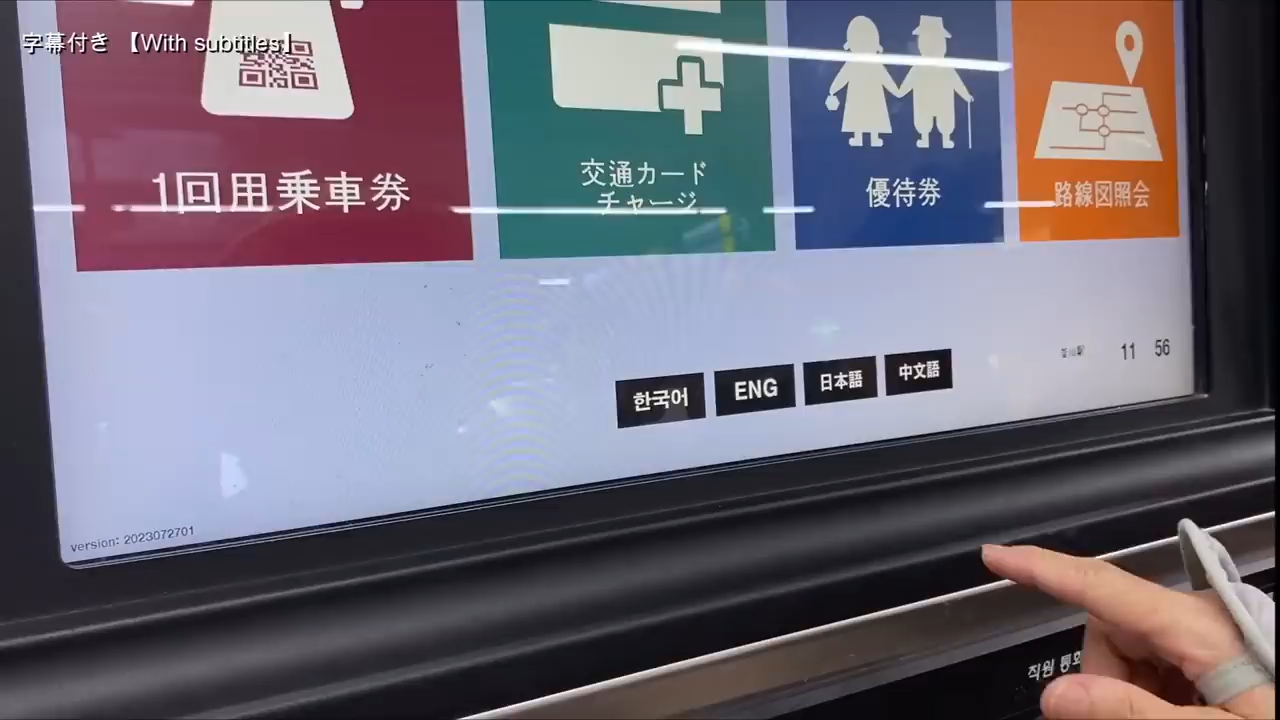 字幕付き 【With subtitles】
1回用乗車券
交通カード
チャージ
優待券
路線図照会
한국어
ENG
日本語
中文語
11 56
version: 2023072701
직원